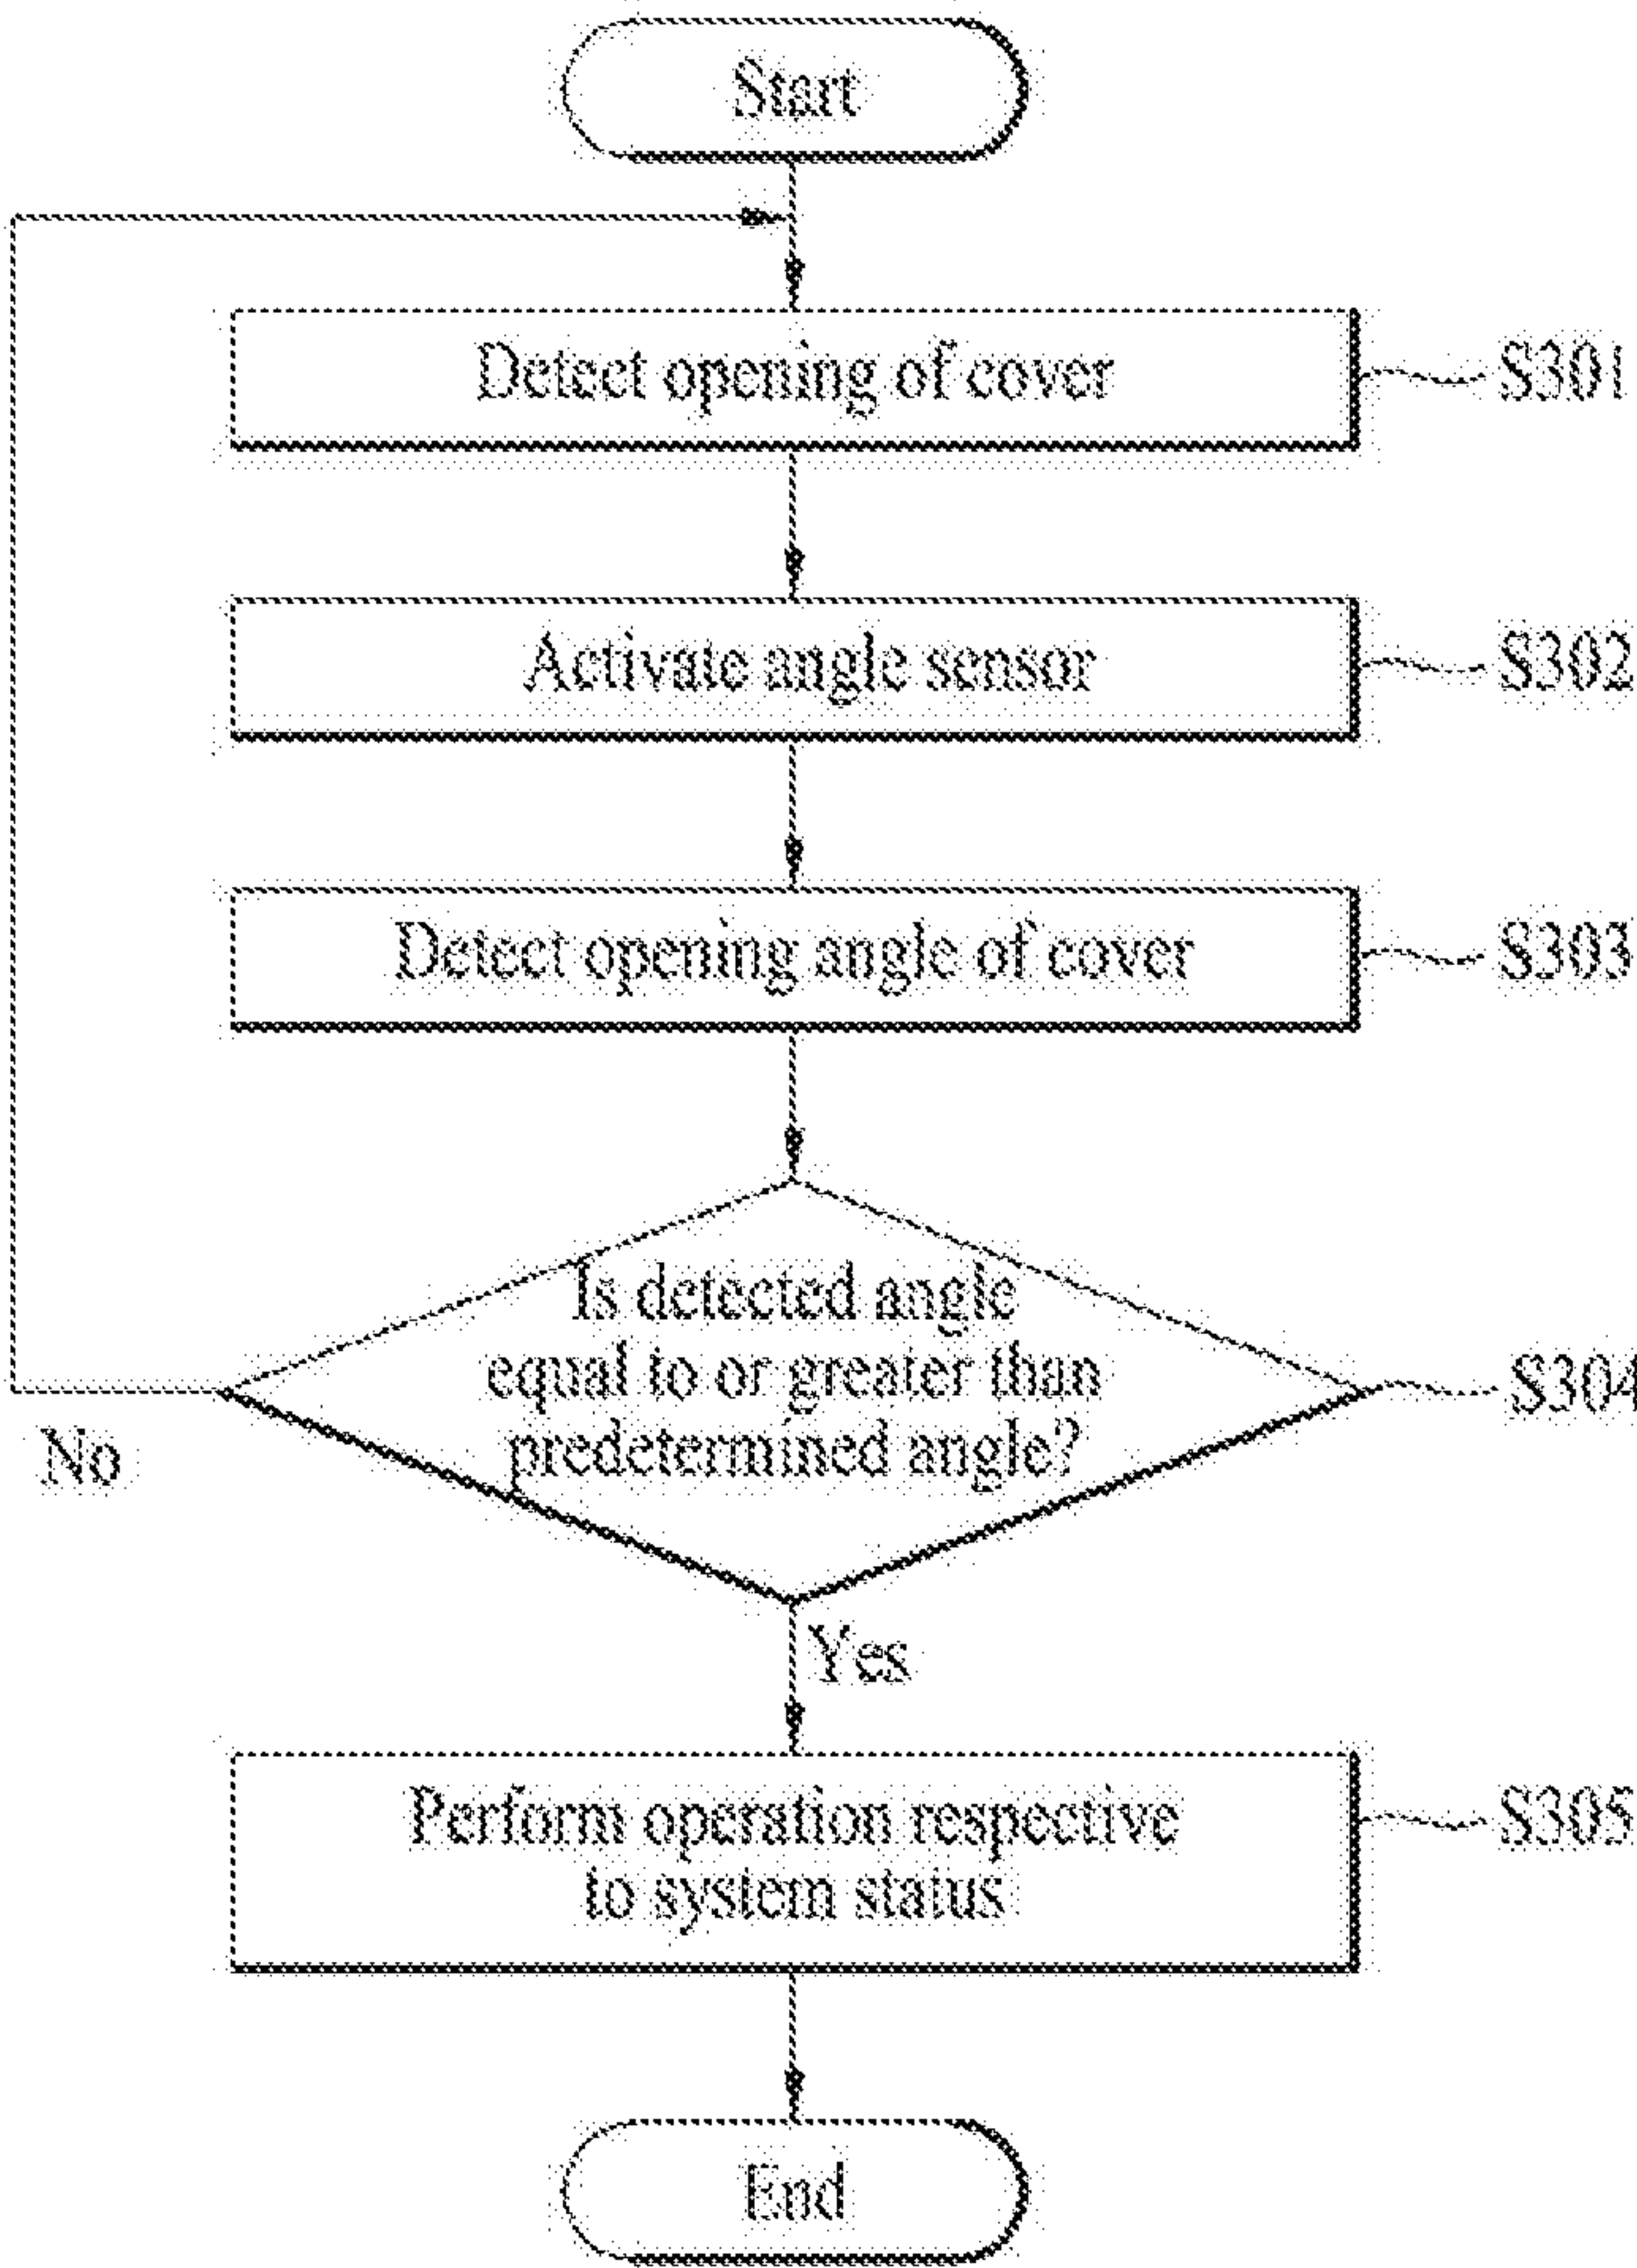 Start
Detect opening of cover
S301
Activate angle sensor
S302
Detect opening angle of cover
S303
Is detected angle
equal to or greater than
predetermined angle?
S304
No
Yes
Perform operation respective
to system status
S305
End